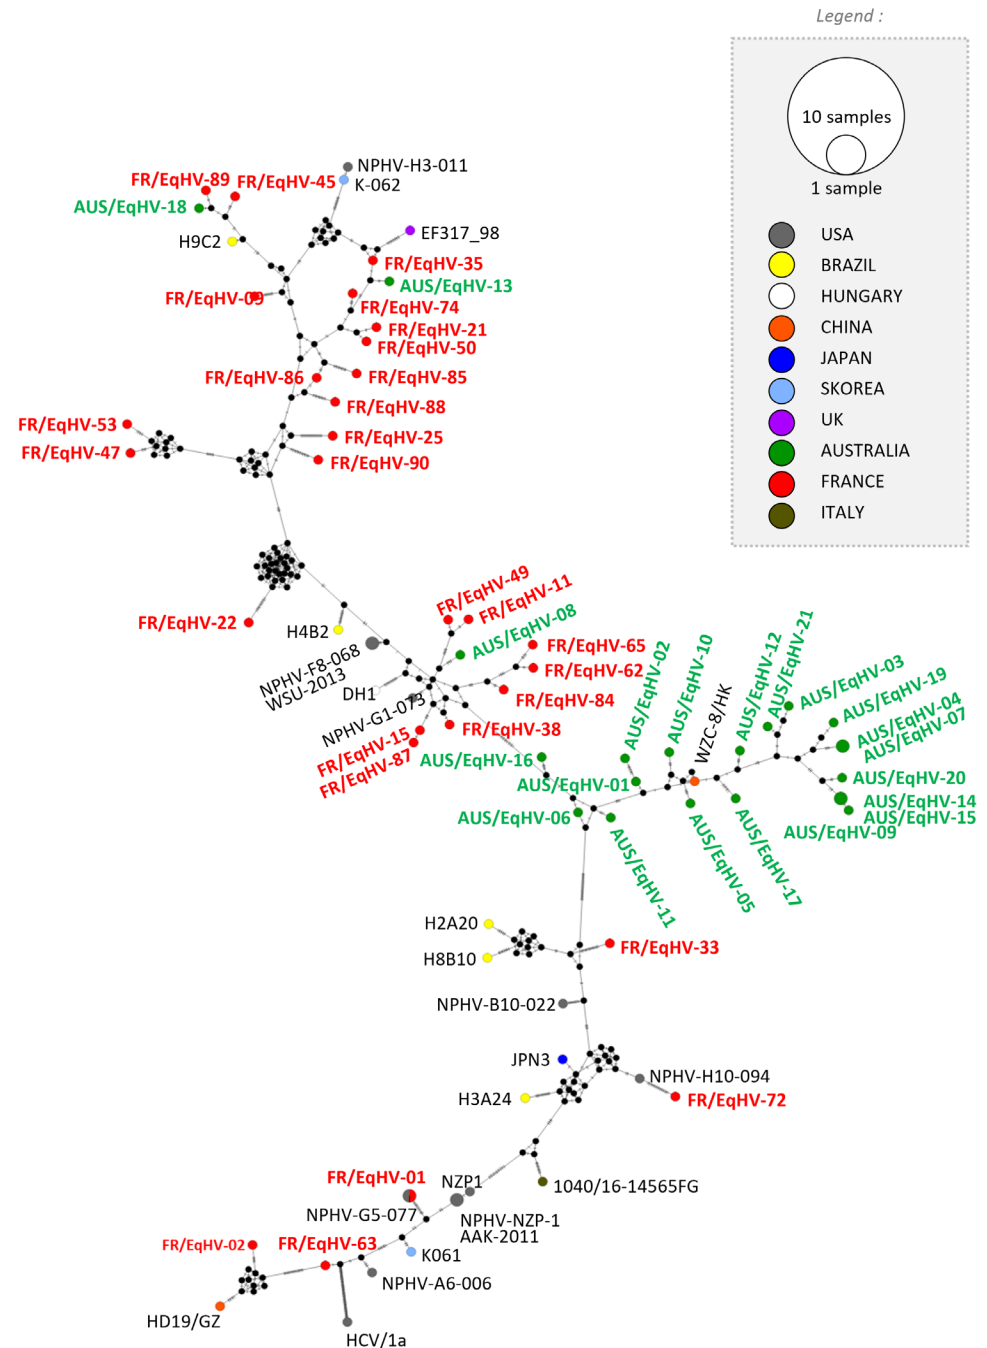 Legend :
10 samples
1 sample
USA
BRAZIL
HUNGARY
CHINA
JAPAN
SKOREA
UK
AUSTRALIA
FRANCE
ITALY
NPHV-H3-011
K-062
FR/EqHV-89
FR/EqHV-45
AUS/EqHV-18
H9C2
EF317_98
FR/EqHV-35
AUS/EqHV-13
FR/EqHV-09
FR/EqHV-74
FR/EqHV-21
FR/EqHV-50
FR/EqHV-86
FR/EqHV-85
FR/EqHV-88
FR/EqHV-53
FR/EqHV-47
FR/EqHV-25
FR/EqHV-90
FR/EqHV-22
H4B2
FR/EqHV-49
FR/EqHV-11
AUS/EqHV-08
NPHV-F8-068
WSU-2013
DH1
NPHV-G1-073
FR/EqHV-65
FR/EqHV-62
FR/EqHV-84
FR/EqHV-38
FR/EqHV-15
FR/EqHV-87
AUS/EqHV-16
AUS/EqHV-02
AUS/EqHV-10
WZC-8/HK
AUS/EqHV-12
AUS/EqHV-21
AUS/EqHV-03
AUS/EqHV-19
AUS/EqHV-04
AUS/EqHV-07
AUS/EqHV-20
AUS/EqHV-14
AUS/EqHV-15
AUS/EqHV-09
AUS/EqHV-01
AUS/EqHV-06
AUS/EqHV-11
AUS/EqHV-05
AUS/EqHV-17
H2A20
H8B10
FR/EqHV-33
NPHV-B10-022
JPN3
NPHV-H10-094
H3A24
FR/EqHV-72
FR/EqHV-01
NZP1
1040/16-14565FG
NPHV-G5-077
NPHV-NZP-1
AAK-2011
FR/EqHV-02
FR/EqHV-63
K061
NPHV-A6-006
HD19/GZ
HCV/1a